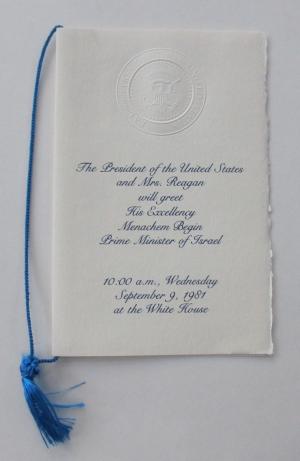 The President of the United States
and Mrs. Reagan
will greet
His Excellency
Menachem Begin
Prime Minister of Israel
10:00 a.m., Wednesday
September 9, 1981
at the White House